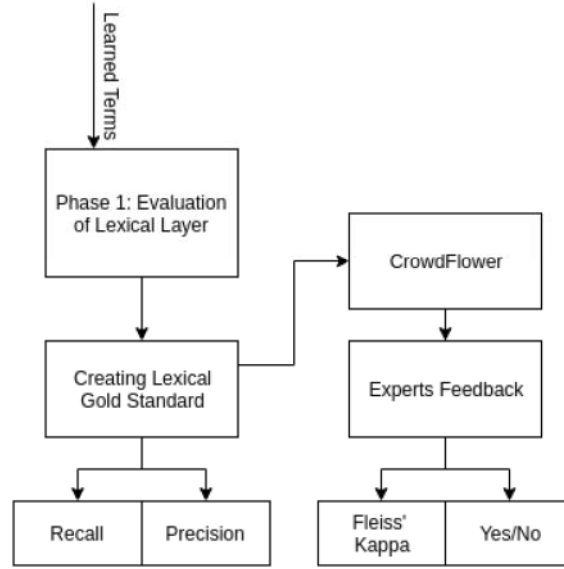 Learned Terms
Phase 1: Evaluation
of Lexical Layer
CrowdFlower
Creating Lexical
Gold Standard
Experts Feedback
Recall
Precision
Fleiss'
Kappa
Yes/No